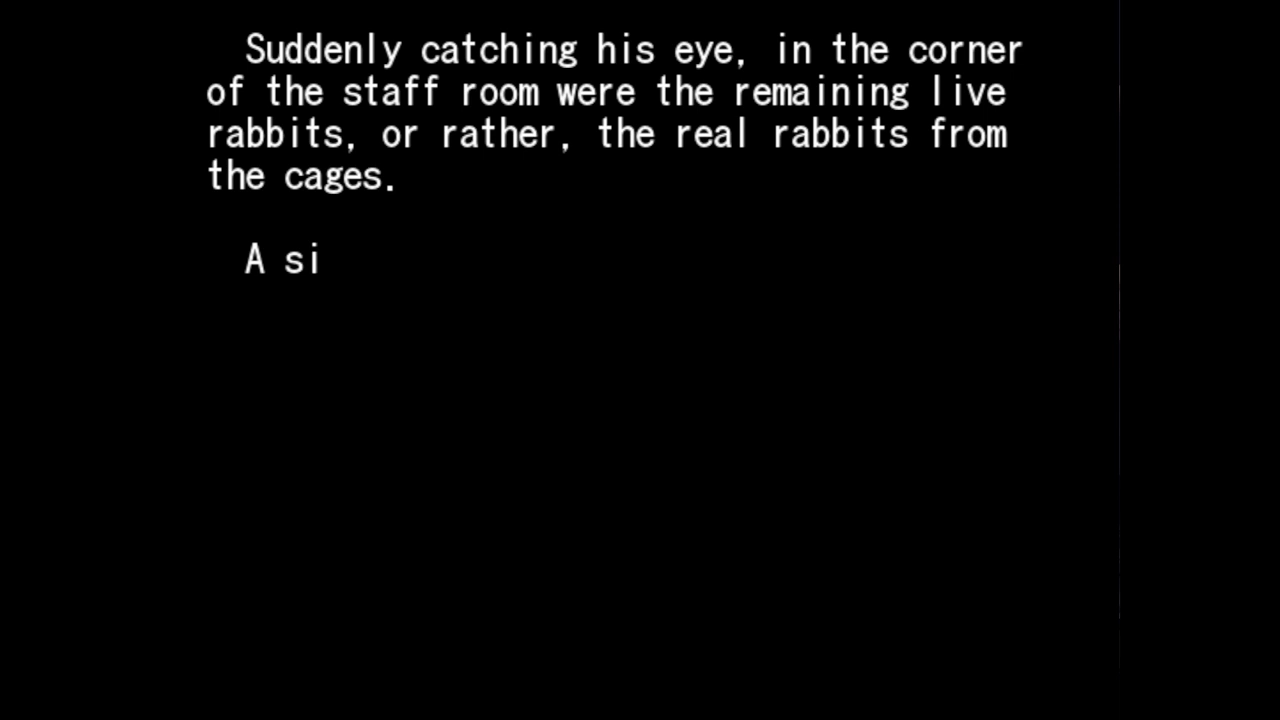 Suddenly catching his eye, in the corner
of the staff room were the remaining live
rabbits, or rather, the real rabbits from
the cages.
A si